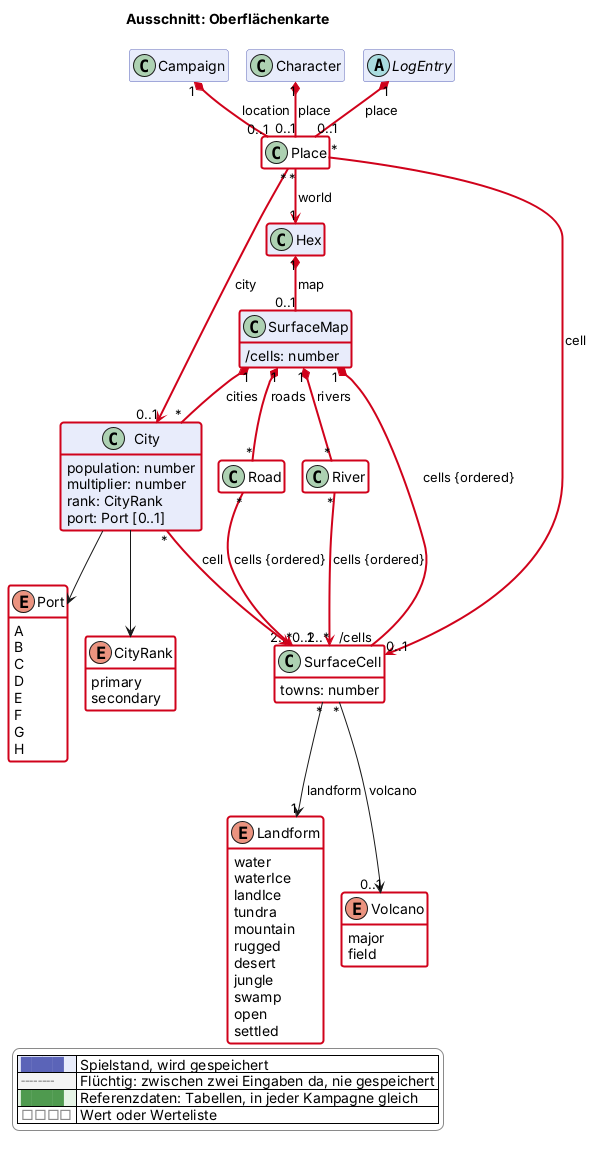 Ausschnitt: Oberflächenkarte
C Campaign
C Character
A LogEntry
1
1
1
location
place
place
0..1
0..1
0..1
C Place
*
* *
world
1
C Hex
city
cell
1
map
0..1
C SurfaceMap
/cells: number
1
1
1
1
cities
roads
rivers
0..1
*
C City
population: number
multiplier: number
rank: CityRank
port: Port [0..1]
*
C Road
*
C River
cells {ordered}
*
*
*
cell
cells {ordered}
cells {ordered}
E Port
A
B
C
D
E
F
G
H
E CityRank
primary
secondary
2..*
/cells
0..1
C SurfaceCell
towns: number
*
*
landform
volcano
1
E Landform
water
waterIce
landIce
tundra
mountain
rugged
desert
jungle
swamp
open
settled
0..1
E Volcano
major
field
Spielstand, wird gespeichert
-------- Flüchtig: zwischen zwei Eingaben da, nie gespeichert
Referenzdaten: Tabellen, in jeder Kampagne gleich
□□□□ Wert oder Werteliste